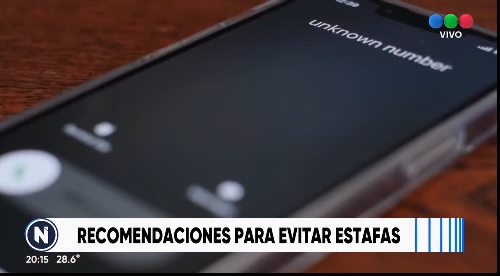 unknown number
VIVO
N
RECOMENDACIONES PARA EVITAR ESTAFAS
20:15 28.6°